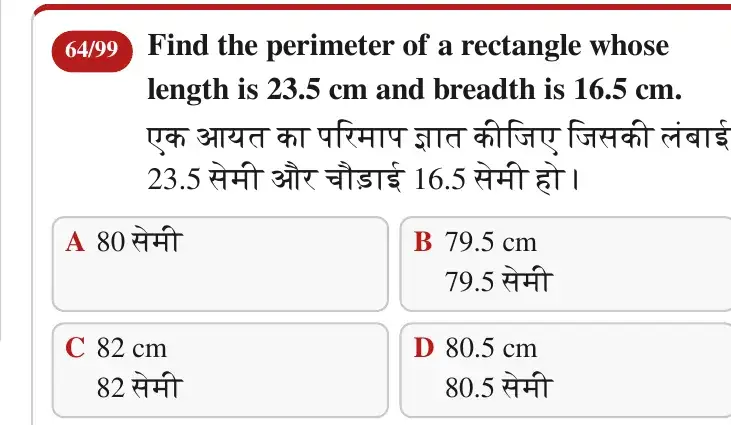 64/99 Find the perimeter of a rectangle whose
length is 23.5 cm and breadth is 16.5 cm.
एक आयत का परिमाप ज्ञात कीजिए जिसकी लंबाई
23.5 सेमी और चौड़ाई 16.5 सेमी हो।
A 80 सेमी
B 79.5 cm
79.5 सेमी
C 82 cm
82 सेमी
D 80.5 cm
80.5 सेमी